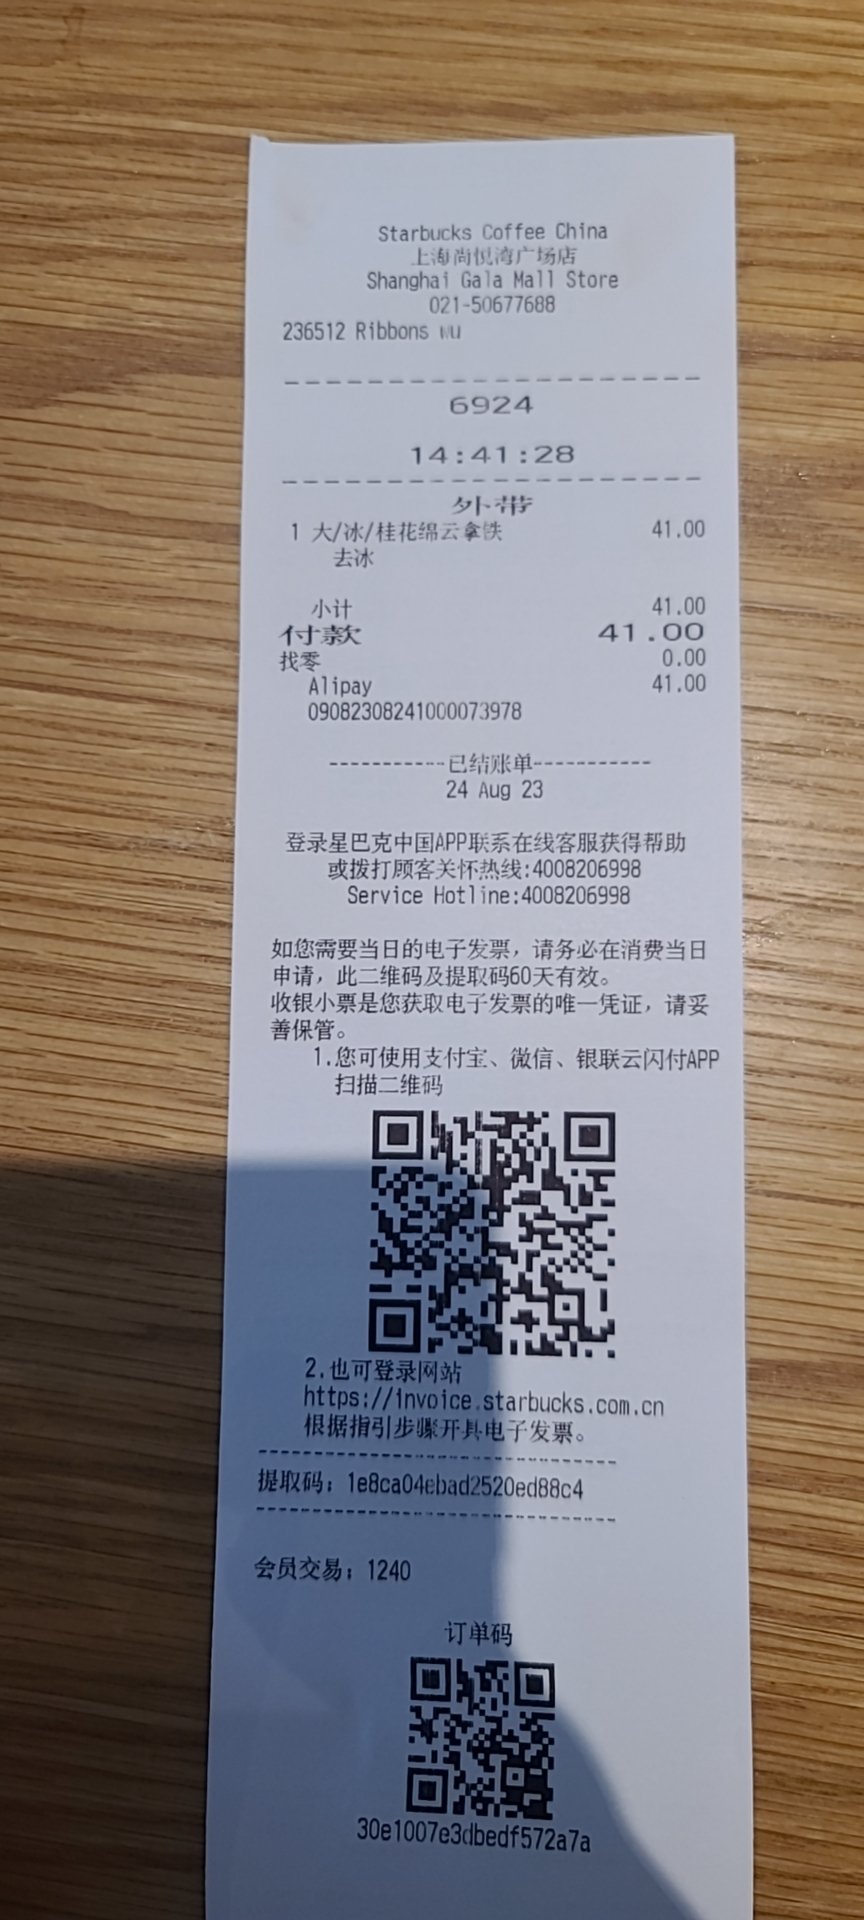 Starbucks Coffee China
上海尚悦湾广场店
Shanghai Gala Mall Store
021-50677688
236512 Ribbons wu
6924
14:41:28
外带
1 大/冰/桂花绵云拿铁 41.00
去冰
小计 41.00
付款 41.00
找零 0.00
Alipay 41.00
09082308241000073978
-----------已结账单-----------
24 Aug 23
登录星巴克中国APP联系在线客服获得帮助
或拨打顾客关怀热线:4008206998
Service Hotline:4008206998
如您需要当日的电子发票，请务必在消费当日
申请，此二维码及提取码60天有效。
收银小票是您获取电子发票的唯一凭证，请妥
善保管。
1.您可使用支付宝、微信、银联云闪付APP
扫描二维码
2.也可登录网站
https://invoice.starbucks.com.cn
根据指引步骤开具电子发票。
提取码：1e8ca04ebad2520ed88c4
会员交易：1240
订单码
30e1007e3dbedf572a7a